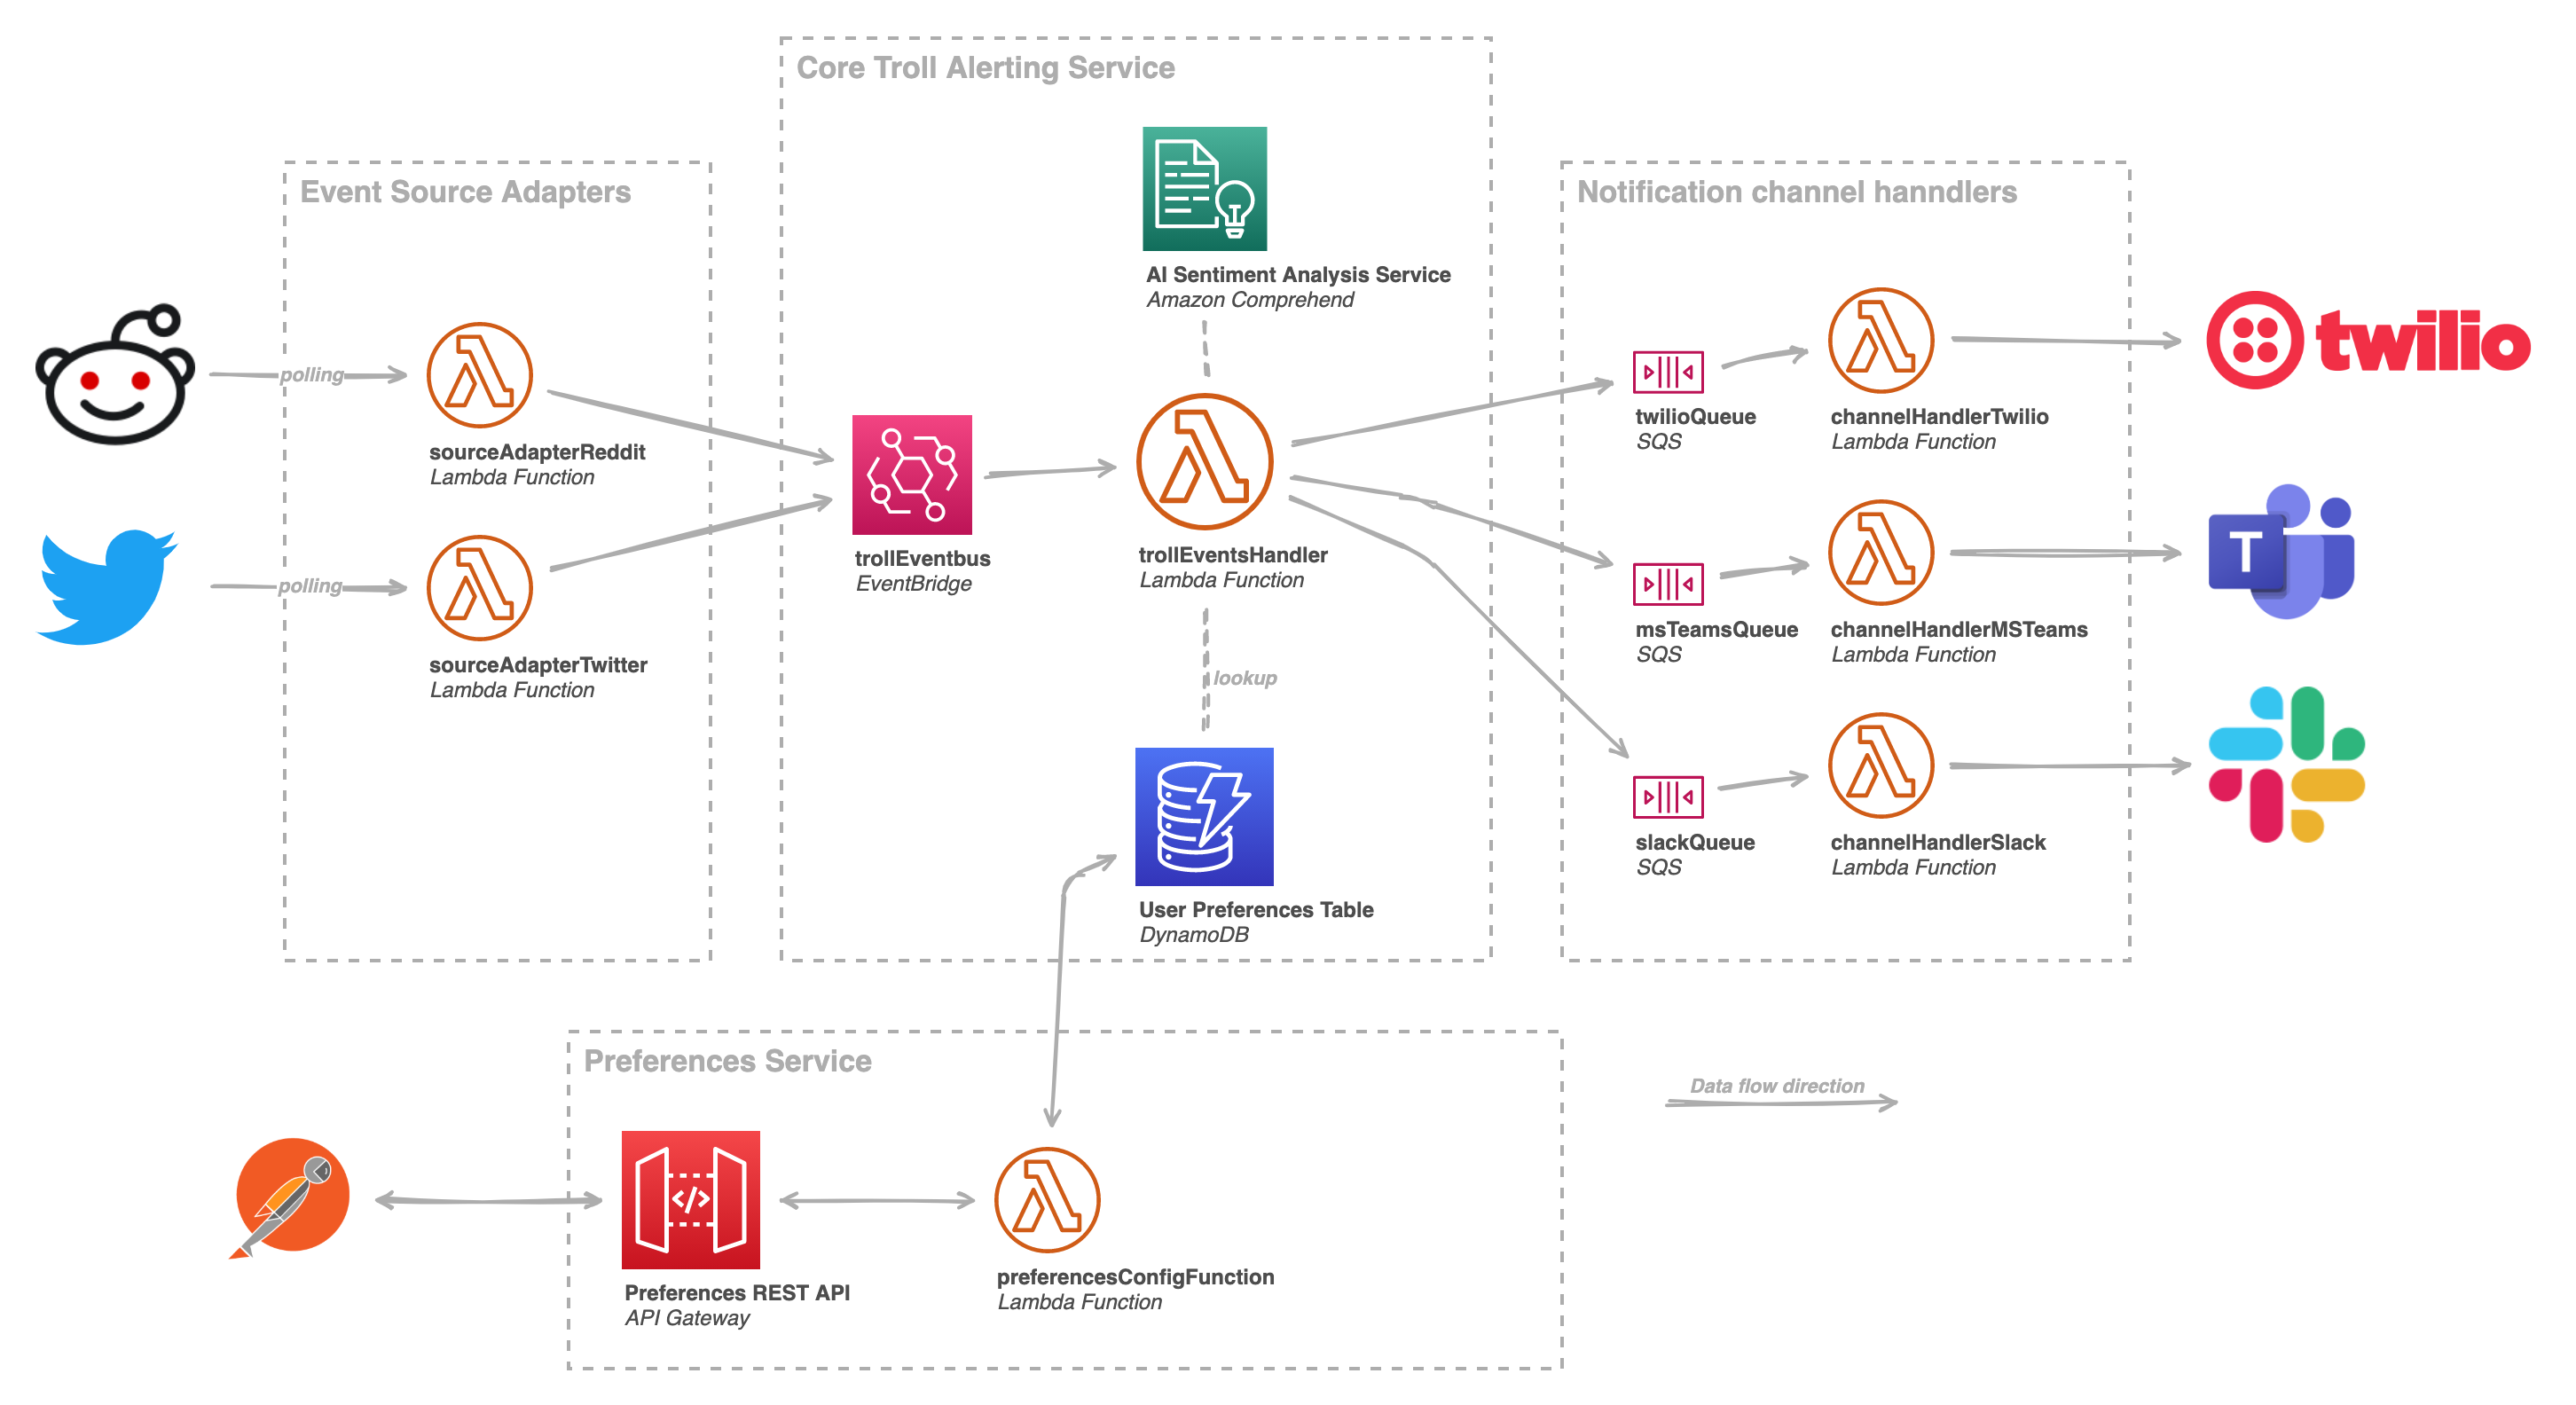 Core Troll Alerting Service
Event Source Adapters
Notification channel hanndlers
AI Sentiment Analysis Service
Amazon Comprehend
polling
sourceAdapterReddit
Lambda Function
polling
sourceAdapterTwitter
Lambda Function
trollEventbus
EventBridge
trollEventsHandler
Lambda Function
lookup
User Preferences Table
DynamoDB
twilioQueue
SQS
channelHandlerTwilio
Lambda Function
twilio
msTeamsQueue
SQS
channelHandlerMSTeams
Lambda Function
T
slackQueue
SQS
channelHandlerSlack
Lambda Function
Preferences Service
Data flow direction
</>
Preferences REST API
API Gateway
preferencesConfigFunction
Lambda Function